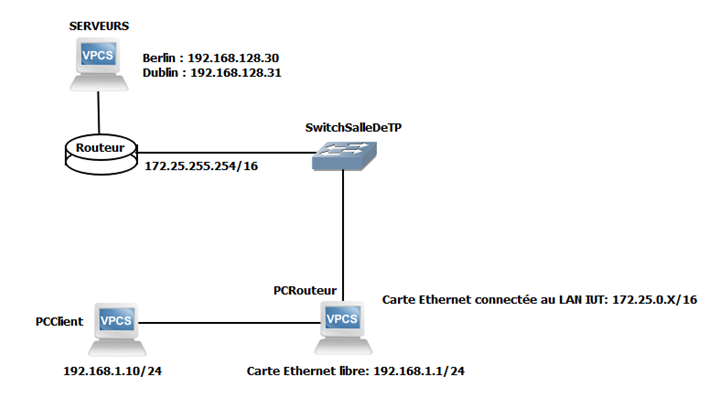 SERVEURS
VPCS
Berlin : 192.168.128.30
Dublin : 192.168.128.31
SwitchSalleDeTP
Routeur
172.25.255.254/16
PCRouteur
Carte Ethernet connectée au LAN IUT: 172.25.0.X/16
PCClient
VPCS
VPCS
192.168.1.10/24
Carte Ethernet libre: 192.168.1.1/24